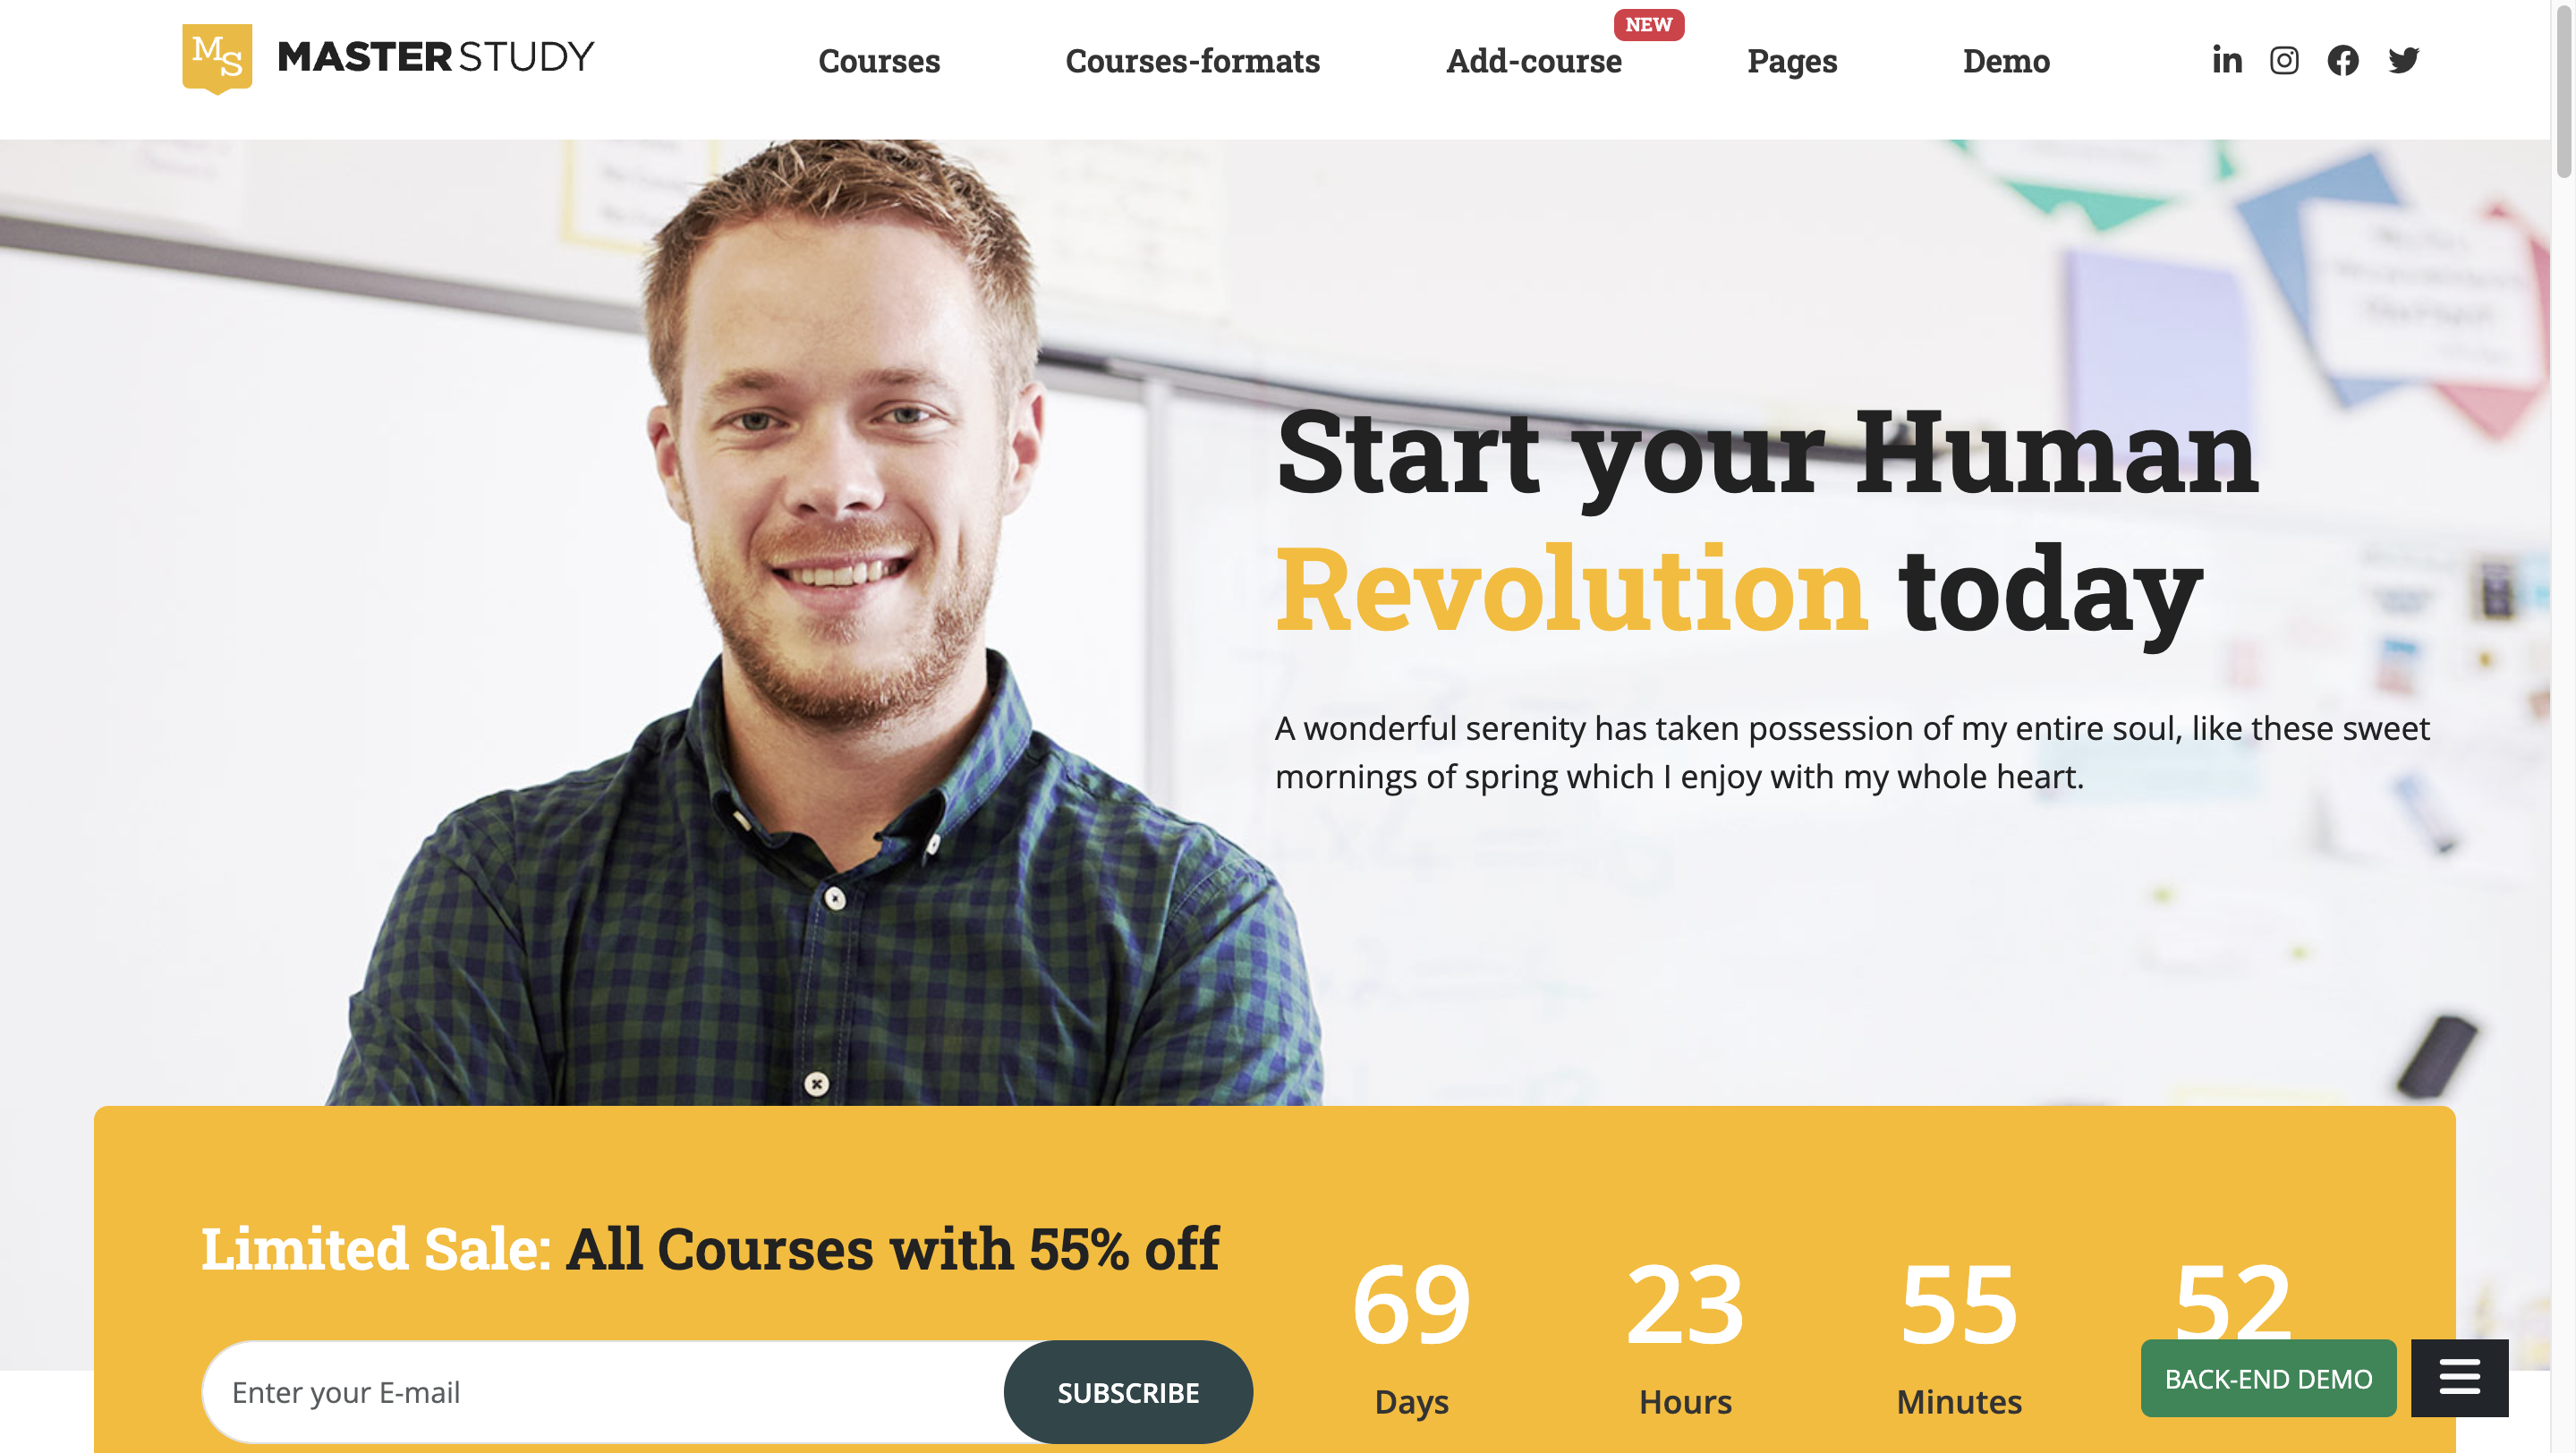 MS MASTERSTUDY
Courses
Courses-formats
Add-course
NEW
Pages
Demo
Start your Human
Revolution today
A wonderful serenity has taken possession of my entire soul, like these sweet
mornings of spring which I enjoy with my whole heart.
Limited Sale: All Courses with 55% off
Enter your E-mail
SUBSCRIBE
69 23 55 52
Days Hours Minutes
BACK-END DEMO